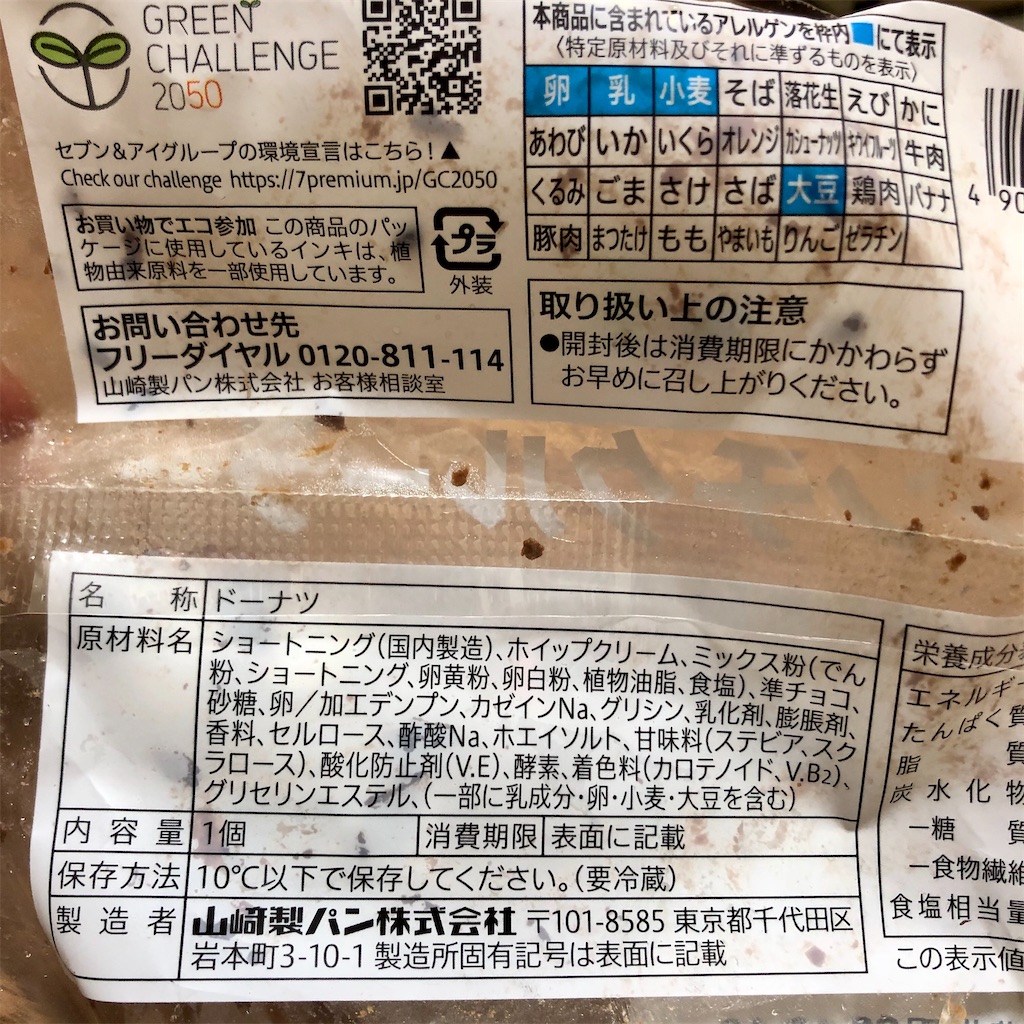 GREEN
CHALLENGE
2050
セブン&アイグループの環境宣言はこちら!▲
Check our challenge https://7premium.jp/GC2050
お買い物でエコ参加 この商品のパッ
ケージに使用しているインキは、植
物由来原料を一部使用しています。
プラ
外装
お問い合わせ先
フリーダイヤル 0120-811-114
山崎製パン株式会社 お客様相談室
本商品に含まれているアレルゲンを枠内■にて表示
〈特定原材料及びそれに準ずるものを表示〉
卵 乳 小麦 そば 落花生 えび かに
あわび いか いくら オレンジ カシューナッツ キウイフルーツ 牛肉
くるみ ごま さけ さば 大豆 鶏肉 バナナ
豚肉 まつたけ もも やまいも りんご ゼラチン
4 90
取り扱い上の注意
●開封後は消費期限にかかわらず
お早めに召し上がりください。
名称 ドーナツ
原材料名 ショートニング(国内製造)、ホイップクリーム、ミックス粉(でん
粉、ショートニング、卵黄粉、卵白粉、植物油脂、食塩)、準チョコ、
砂糖、卵/加工デンプン、カゼインNa、グリシン、乳化剤、膨脹剤、
香料、セルロース、酢酸Na、ホエイソルト、甘味料(ステビア、スク
ラロース)、酸化防止剤(V.E)、酵素、着色料(カロテノイド、V.B2)、
グリセリンエステル、(一部に乳成分・卵・小麦・大豆を含む)
内容量 1個 消費期限 表面に記載
保存方法 10℃以下で保存してください。(要冷蔵)
製造者 山崎製パン株式会社 〒101-8585 東京都千代田区
岩本町3-10-1 製造所固有記号は表面に記載
栄養成分
エネルギー
たんぱく質
脂質
炭水化物
-糖質
-食物繊維
食塩相当量
この表示値